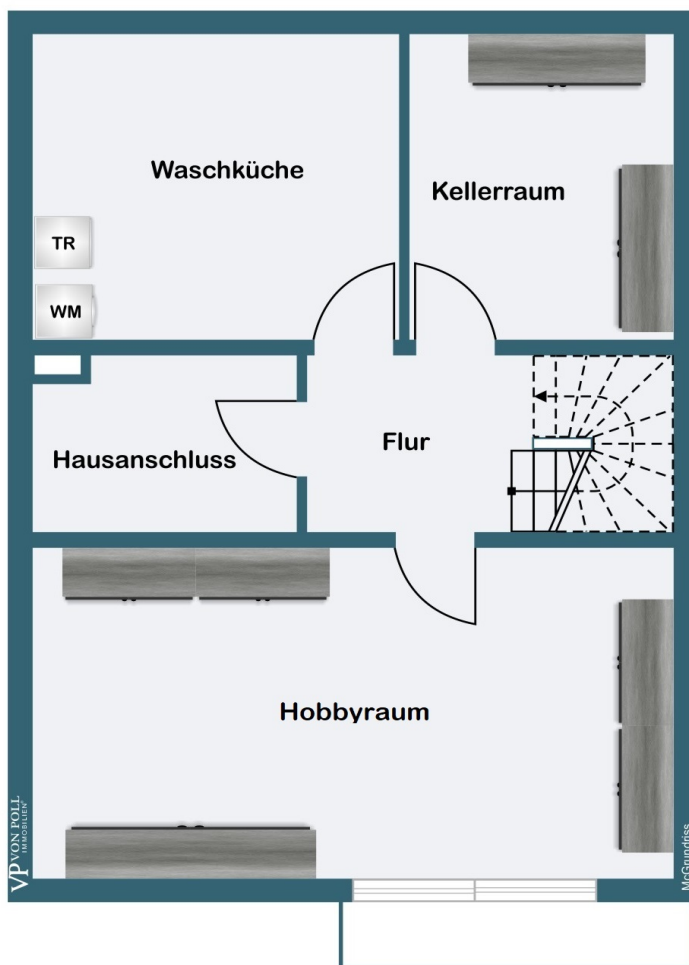 Waschküche
Kellerraum
TR
WM
Hausanschluss
Flur
Hobbyraum
VP VON POLL
IMMOBILIEN®
McGrundriss